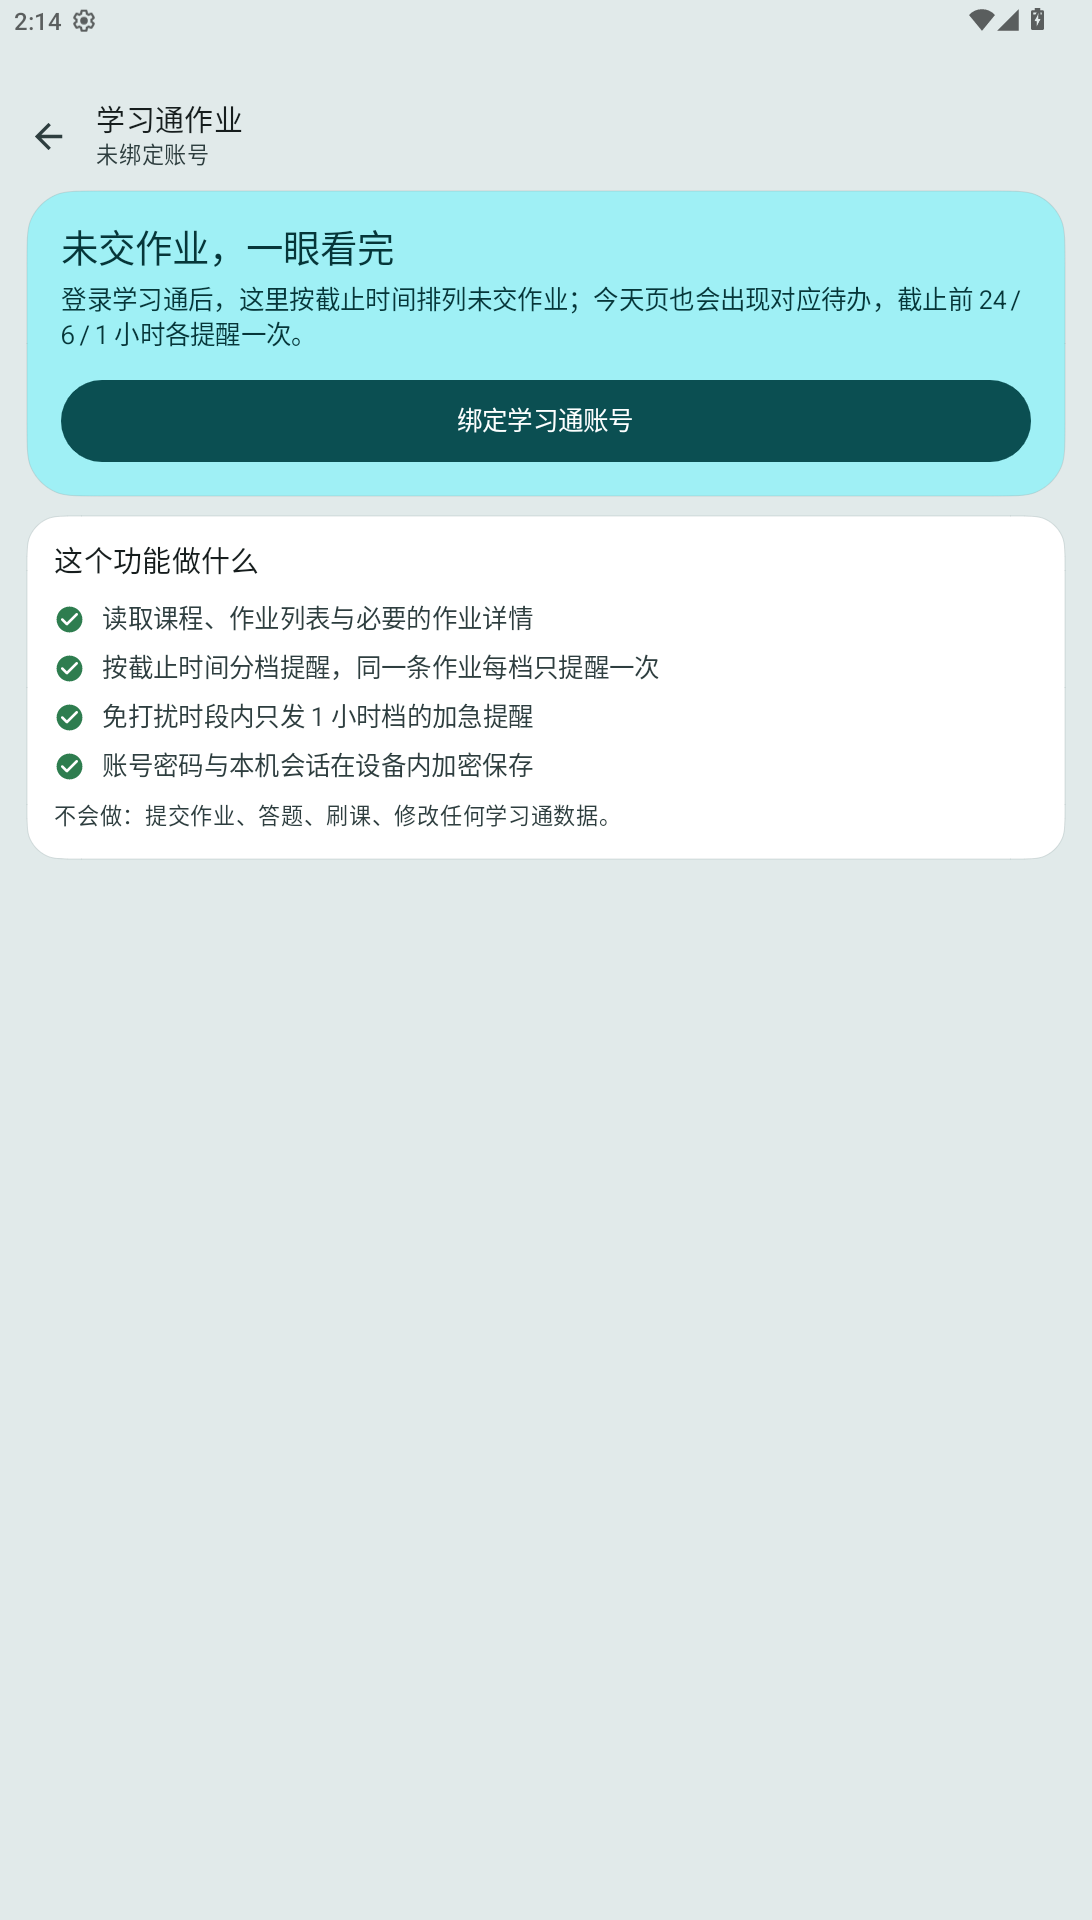 2:14
学习通作业
未绑定账号
未交作业，一眼看完
登录学习通后，这里按截止时间排列未交作业；今天页也会出现对应待办，截止前 24 /
6 / 1 小时各提醒一次。
绑定学习通账号
这个功能做什么
读取课程、作业列表与必要的作业详情
按截止时间分档提醒，同一条作业每档只提醒一次
免打扰时段内只发 1 小时档的加急提醒
账号密码与本机会话在设备内加密保存
不会做：提交作业、答题、刷课、修改任何学习通数据。